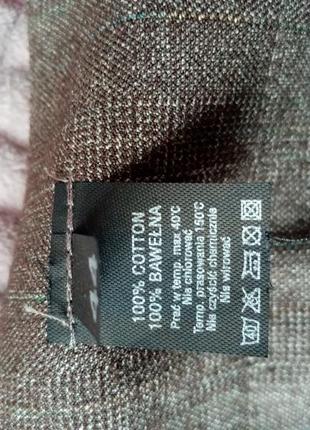 100% COTTON
100% BAWEŁNA
Prać w temp. max 40°C
Nie chlorować
Temp. prasowania 150°C
Nie czyścić chemicznie
Nie wirować